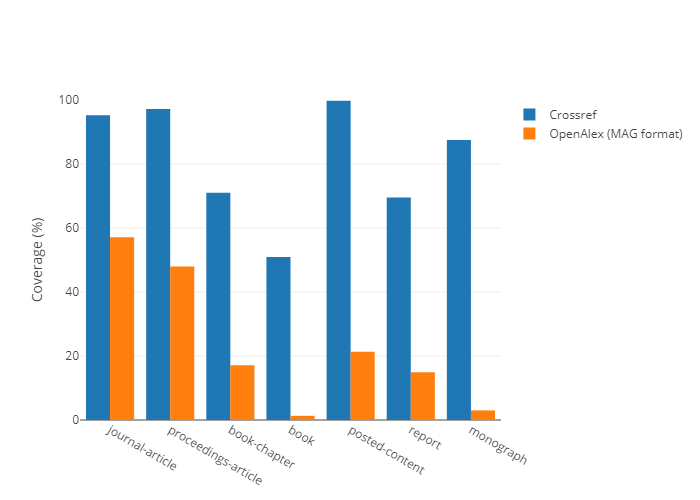 100
80
60
40
20
0
Coverage (%)
journal-article
proceedings-article
book-chapter
book
posted-content
report
monograph
Crossref
OpenAlex (MAG format)